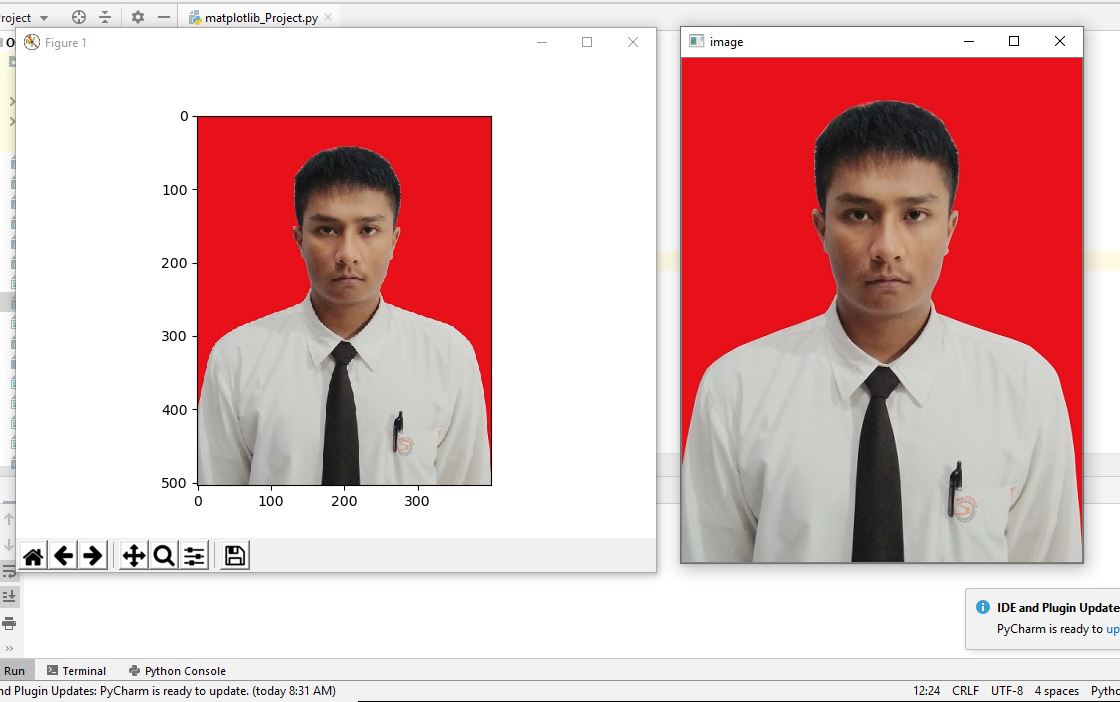 roject
matplotlib_Project.py
Figure 1
image
0
100
200
300
400
500
0 100 200 300
IDE and Plugin Update
PyCharm is ready to up
Run Terminal Python Console
nd Plugin Updates: PyCharm is ready to update. (today 8:31 AM) 12:24 CRLF UTF-8 4 spaces Pytho